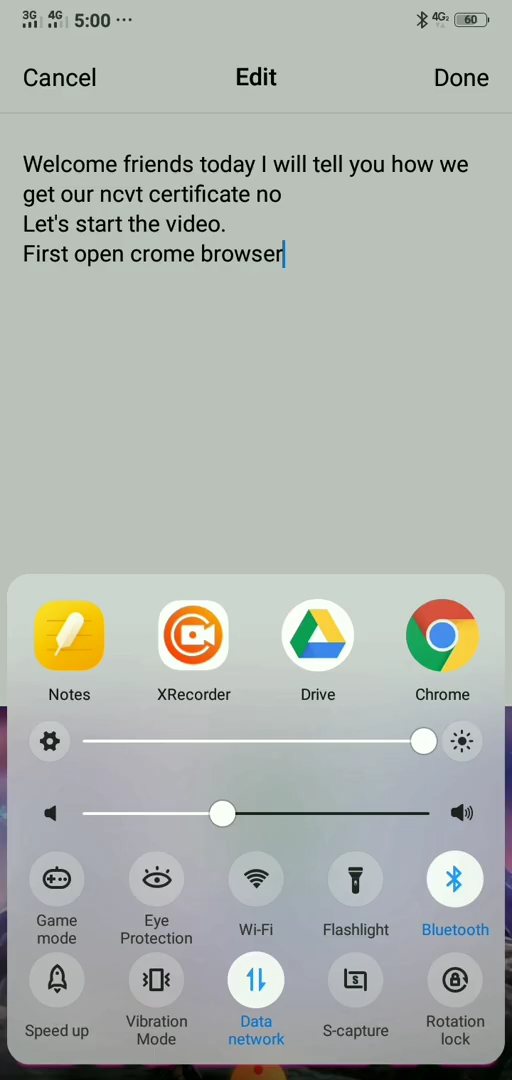 3G 4G 5:00 ... 4G2 60
Cancel Edit Done
Welcome friends today I will tell you how we
get our ncvt certificate no
Let's start the video.
First open crome browser
Notes XRecorder Drive Chrome
Game
mode
Eye
Protection
Wi-Fi
Flashlight
Bluetooth
Speed up
Vibration
Mode
Data
network
S-capture
Rotation
lock